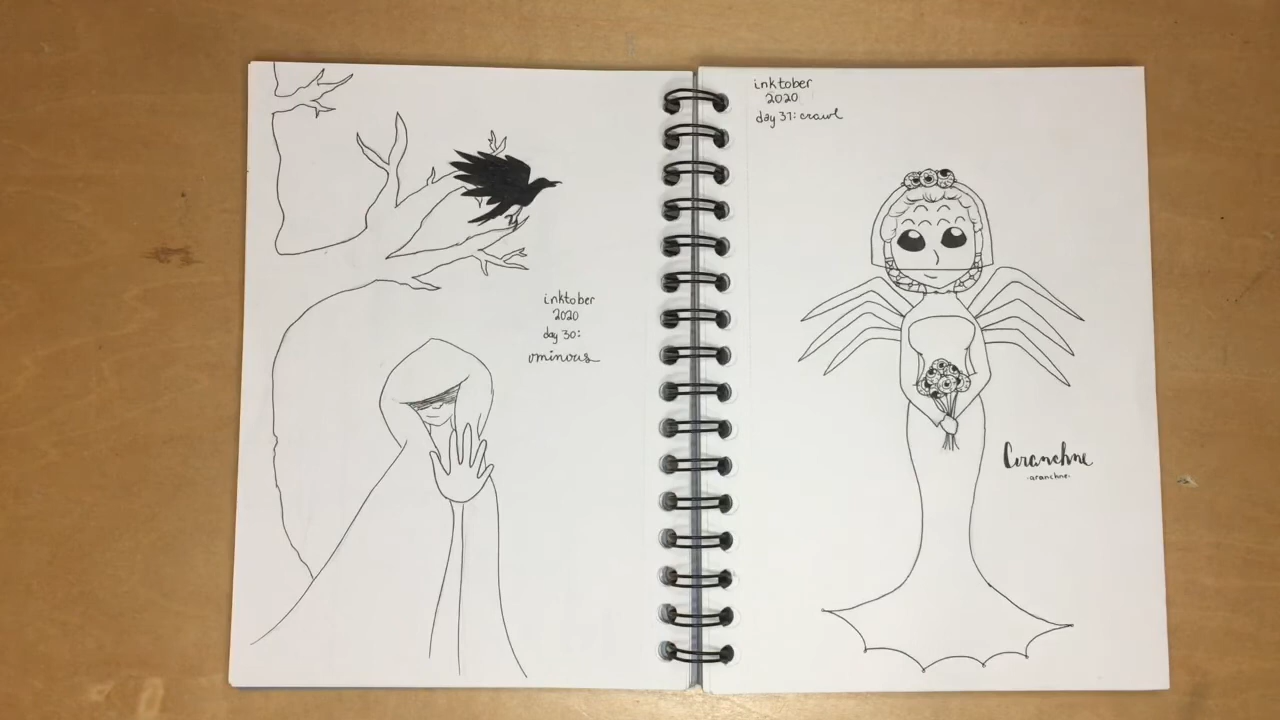 inktober
2020
day 30:
ominous
inktober
2020
day 31: crawl
Aranchne
-aranchne-